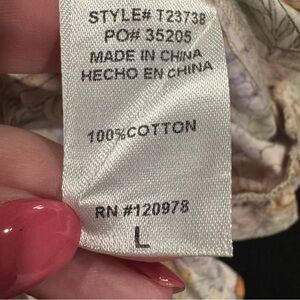 STYLE# T23738
PO# 35205
MADE IN CHINA
HECHO EN CHINA
100%COTTON
RN #120978
L